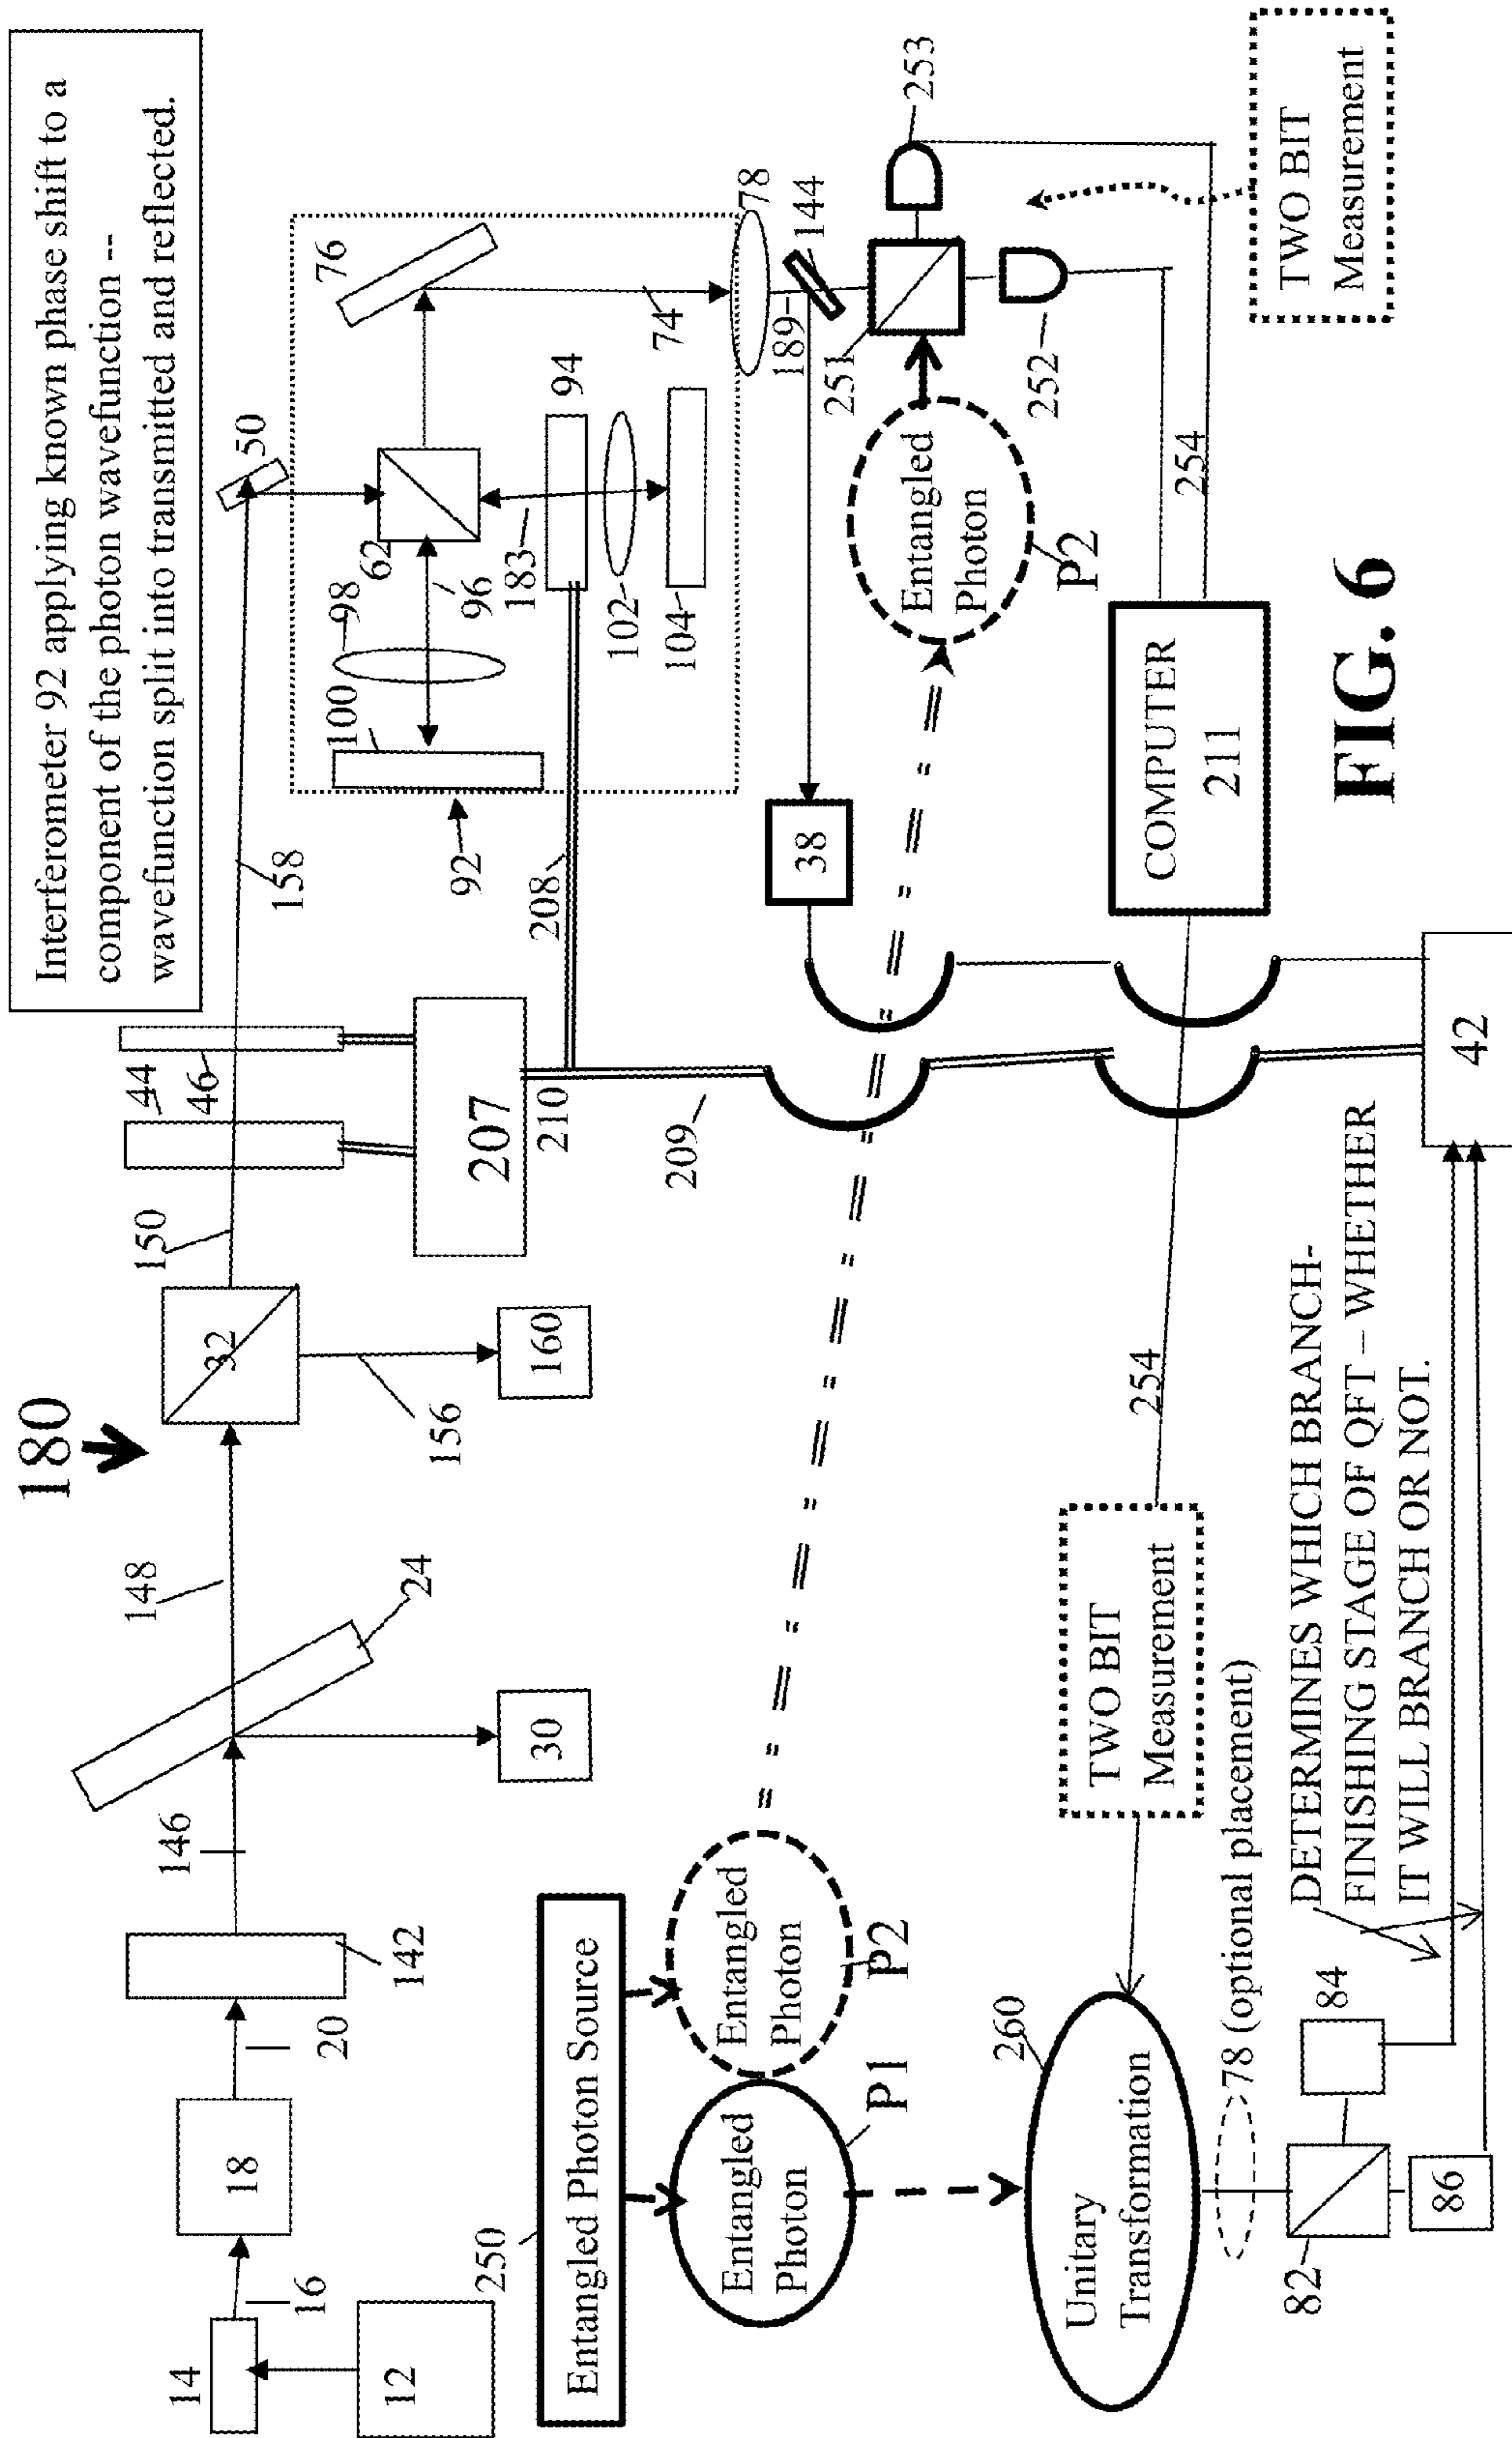 Interferometer 92 applying known phase shift to a
component of the photon wavefunction --
wavefunction split into transmitted and reflected.
180
14
16
12
18
20
142
146
148
24
30
32
150
156
160
44
46
158
50
207
210
208
209
92
100
98
96
62
183
76
74
94
102
104
78
189
144
38
251
252
253
254
250
Entangled Photon Source
Entangled
Photon
P1
Entangled
Photon
P2
Entangled
Photon
P2
TWO BIT
Measurement
COMPUTER
211
254
TWO BIT
Measurement
260
Unitary
Transformation
78 (optional placement)
82
84
86
DETERMINES WHICH BRANCH-
FINISHING STAGE OF QFT – WHETHER
IT WILL BRANCH OR NOT.
42
FIG. 6